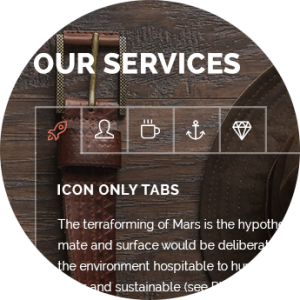 OUR SERVICES
ICON ONLY TABS
The terraforming of Mars is the
mate and surface would be
the environment hospitable to
and sustainable (see